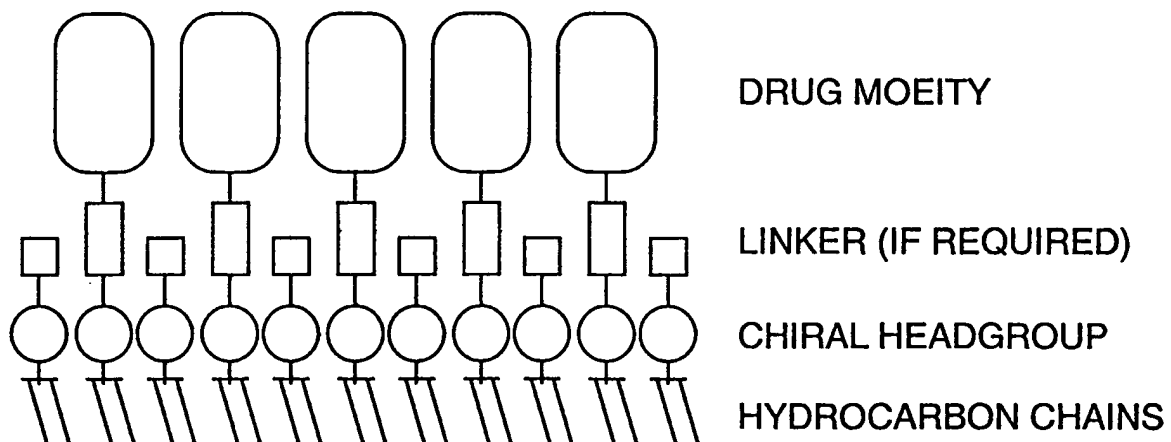 DRUG MOEITY
LINKER (IF REQUIRED)
CHIRAL HEADGROUP
HYDROCARBON CHAINS